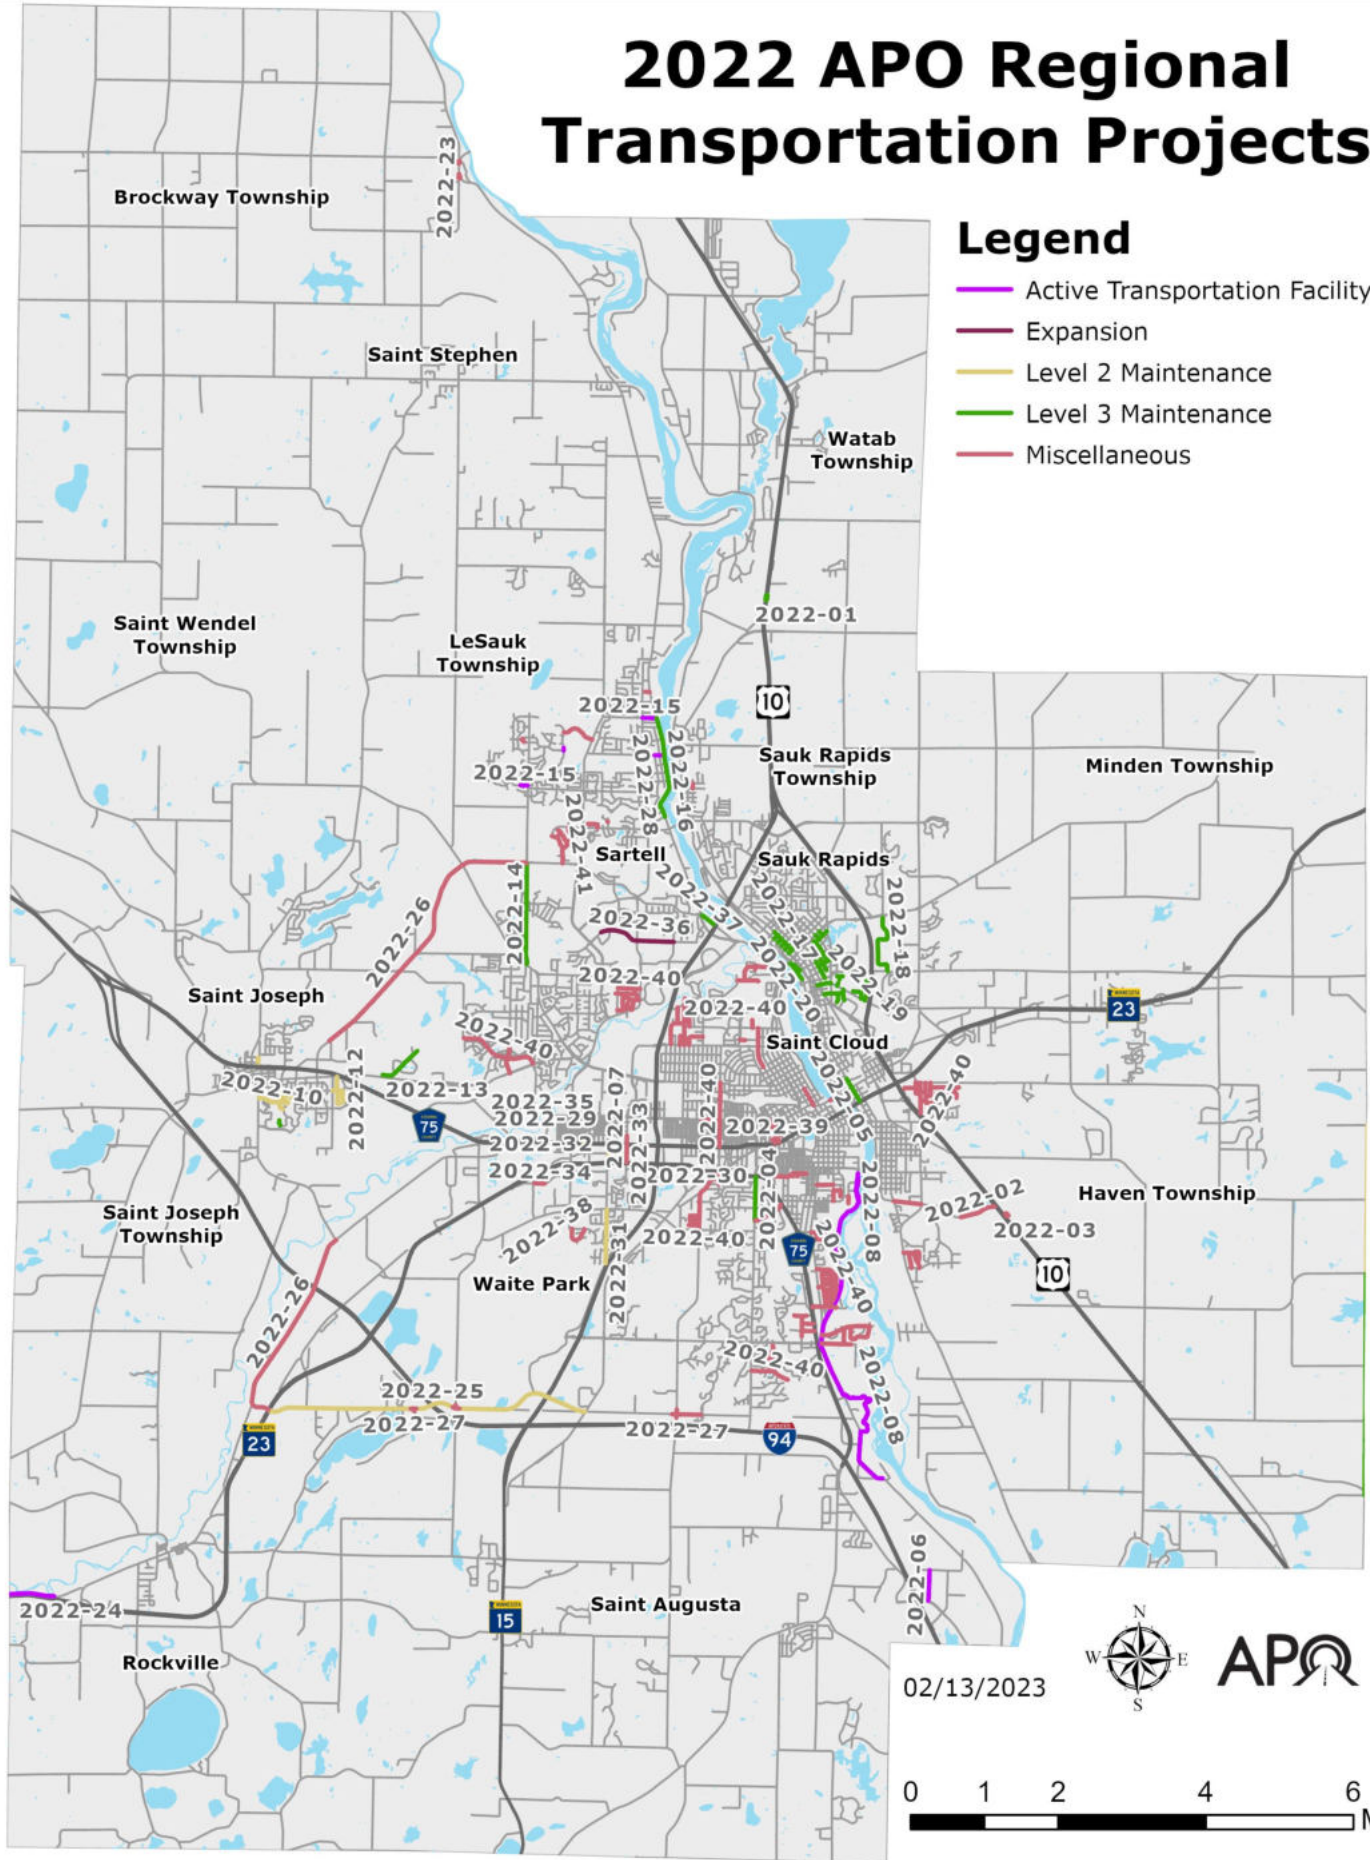 2022 APO Regional
Transportation Projects
Legend
Active Transportation Facility
Expansion
Level 2 Maintenance
Level 3 Maintenance
Miscellaneous
2022-23
Brockway Township
Saint Stephen
Watab
Township
2022-01
Saint Wendel
Township
LeSauk
Township
10
2022-15
Sauk Rapids
Township
Minden Township
2022-15
2022-28
2022-16
2022-41
Sartell
Sauk Rapids
2022-14
2022-37
2022-17
2022-18
2022-36
2022-26
2022-40
2022-20
2022-19
Saint Joseph
MINNESOTA
23
2022-40
2022-40
Saint Cloud
2022-10
2022-12
2022-13
75
2022-35
2022-29
2022-07
2022-33
2022-40
2022-05
2022-40
2022-39
2022-32
2022-34
2022-30
2022-04
2022-08
2022-02
2022-03
Haven Township
Saint Joseph
Township
2022-38
2022-31
2022-40
75
2022-40
10
Waite Park
2022-26
2022-40
2022-08
2022-25
2022-27
2022-27
MINNESOTA
23
94
2022-06
2022-24
MINNESOTA
15
Saint Augusta
Rockville
N
W
E
S
APO
02/13/2023
0 1 2 4 6